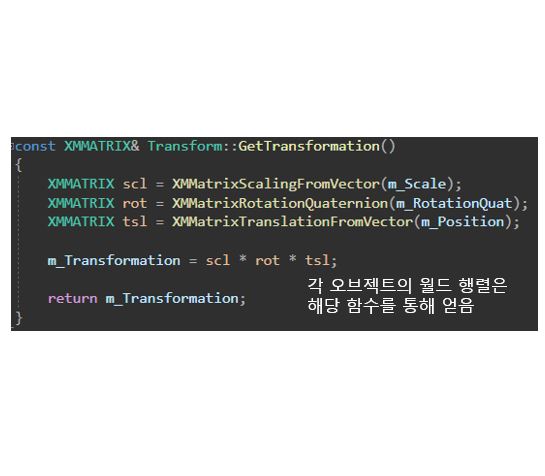 const XMMATRIX& Transform::GetTransformation()
{
XMMATRIX scl = XMMatrixScalingFromVector(m_Scale);
XMMATRIX rot = XMMatrixRotationQuaternion(m_RotationQuat);
XMMATRIX tsl = XMMatrixTranslationFromVector(m_Position);
m_Transformation = scl * rot * tsl;
return m_Transformation;
각 오브젝트의 월드 행렬은
해당 함수를 통해 얻음
}